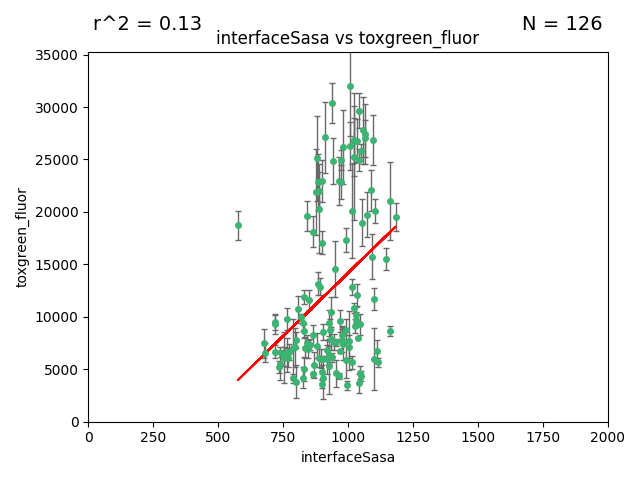 r^2 = 0.13
N = 126
interfaceSasa vs toxgreen_fluor
35000
30000
25000
20000
15000
10000
5000
0
toxgreen_fluor
0 250 500 750 1000 1250 1500 1750 2000
interfaceSasa